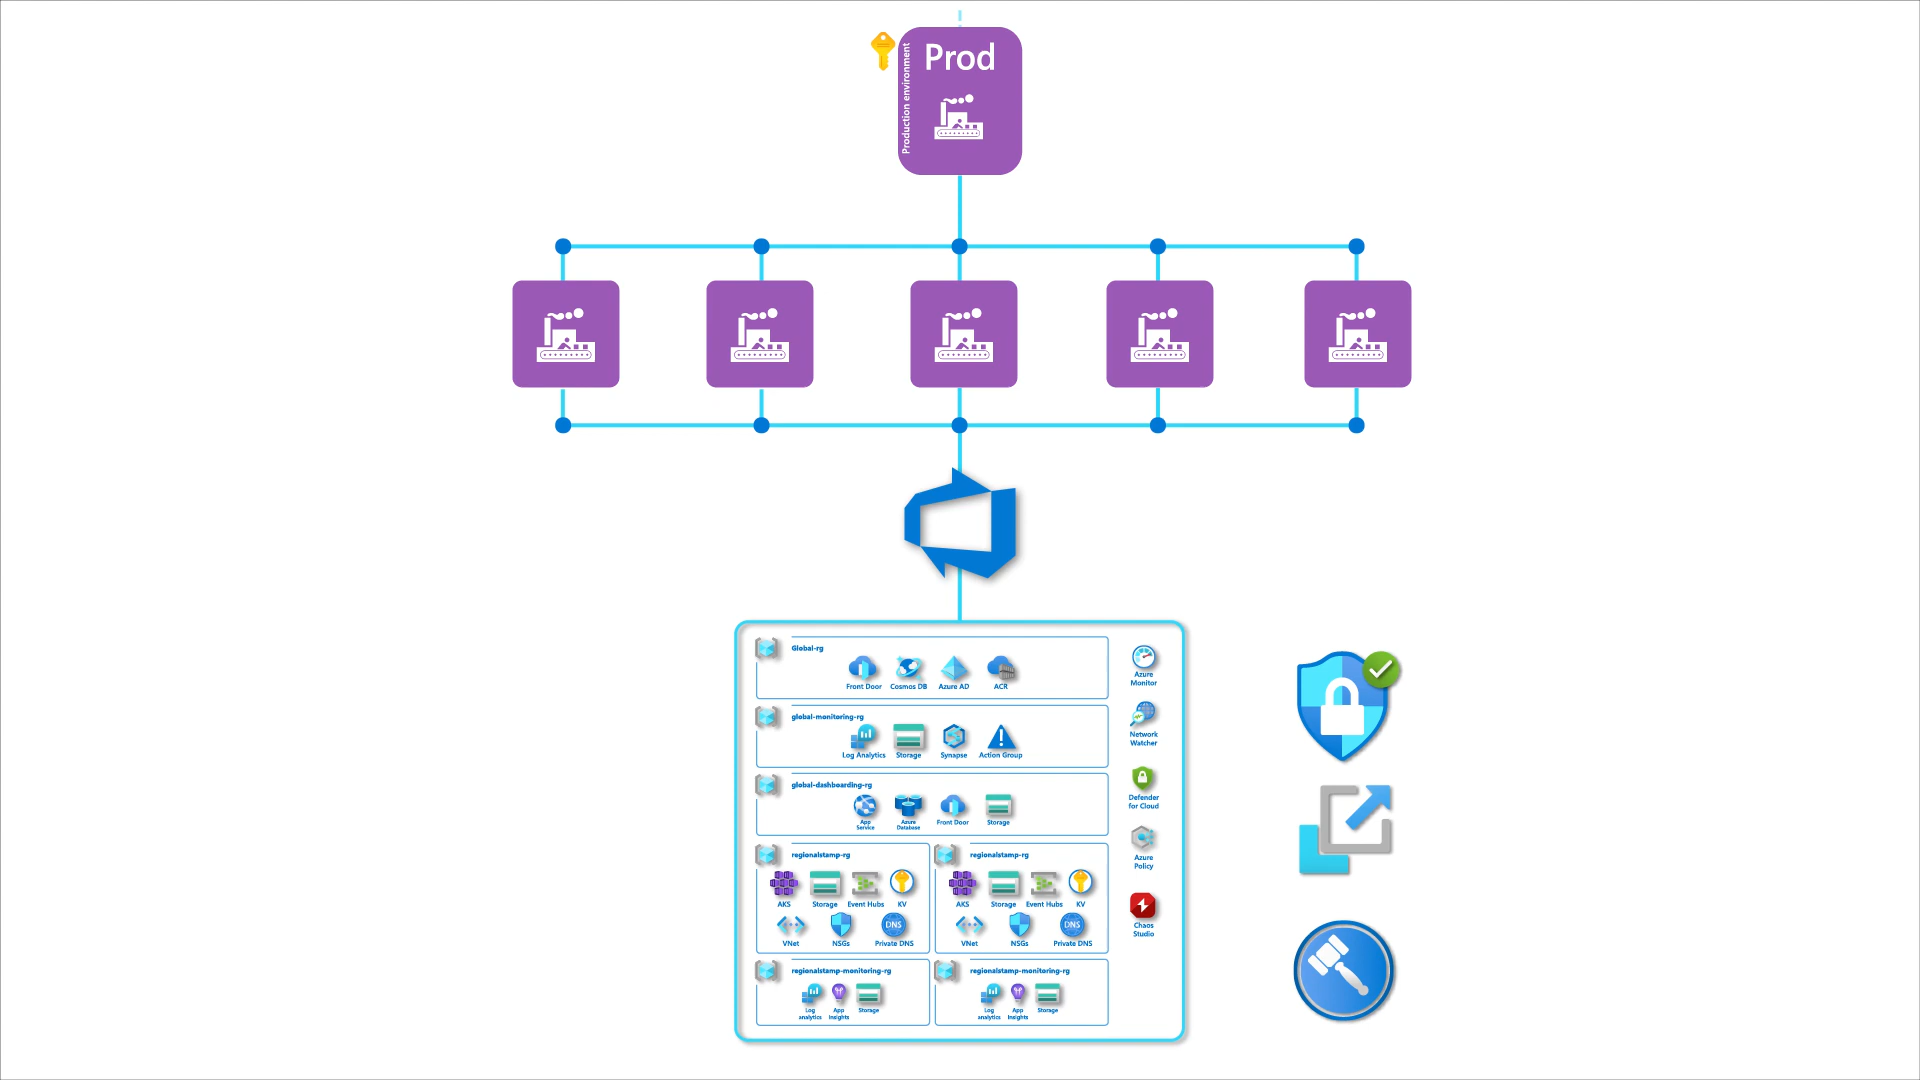 Prod
Production environment
Global-rg
Front Door
Cosmos DB
Azure AD
ACR
global-monitoring-rg
Log Analytics
Storage
Synapse
Action Group
global-dashboarding-rg
App
Service
Azure
Database
Front Door
Storage
regionalstamp-rg
AKS
Storage
Event Hubs
KV
VNet
NSGs
DNS
Private DNS
regionalstamp-rg
AKS
Storage
Event Hubs
KV
VNet
NSGs
DNS
Private DNS
regionalstamp-monitoring-rg
Log
analytics
App
Insights
Storage
regionalstamp-monitoring-rg
Log
analytics
App
Insights
Storage
Azure
Monitor
Network
Watcher
Defender
for Cloud
Azure
Policy
Chaos
Studio